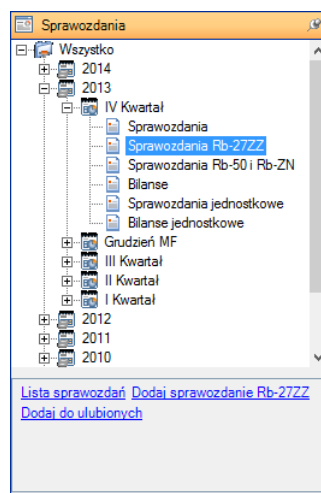 Sprawozdania
Wszystko
2014
2013
IV Kwartał
Sprawozdania
Sprawozdania Rb-27ZZ
Sprawozdania Rb-50 i Rb-ZN
Bilanse
Sprawozdania jednostkowe
Bilanse jednostkowe
Grudzień MF
III Kwartał
II Kwartał
I Kwartał
2012
2011
2010
Lista sprawozdań Dodaj sprawozdanie Rb-27ZZ
Dodaj do ulubionych